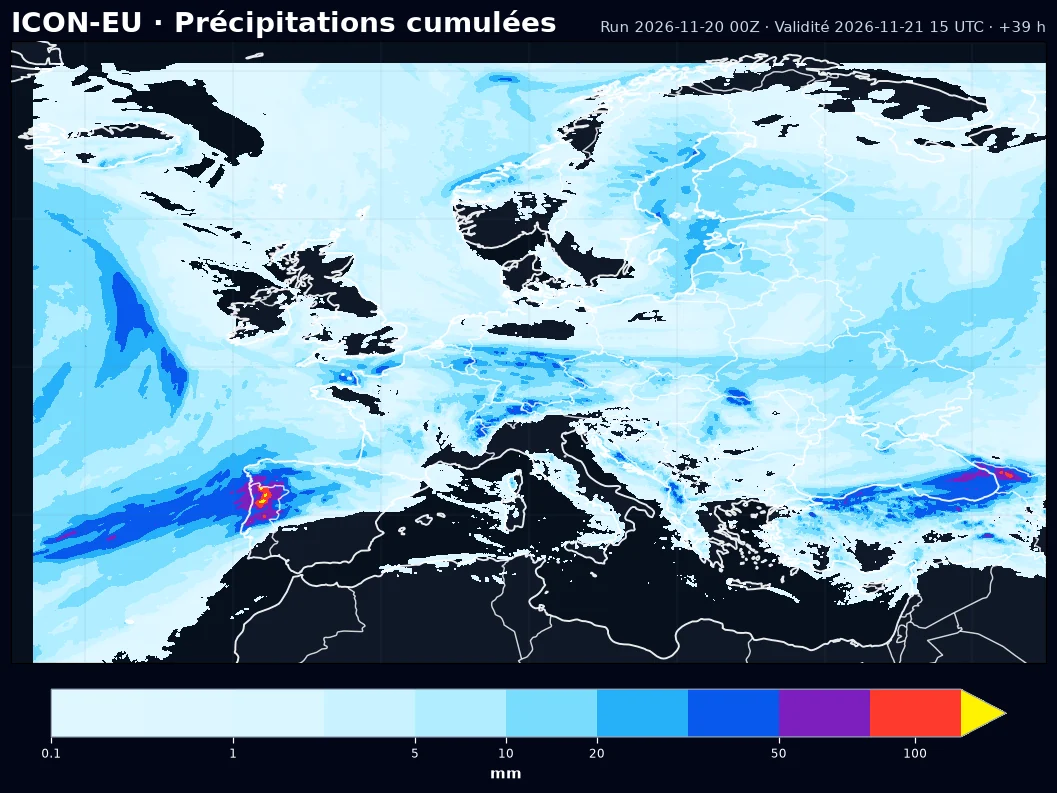 ICON-EU · Précipitations cumulées
Run 2026-11-20 00Z · Validité 2026-11-21 15 UTC · +39 h
0.1 1 5 10 20 50 100
mm